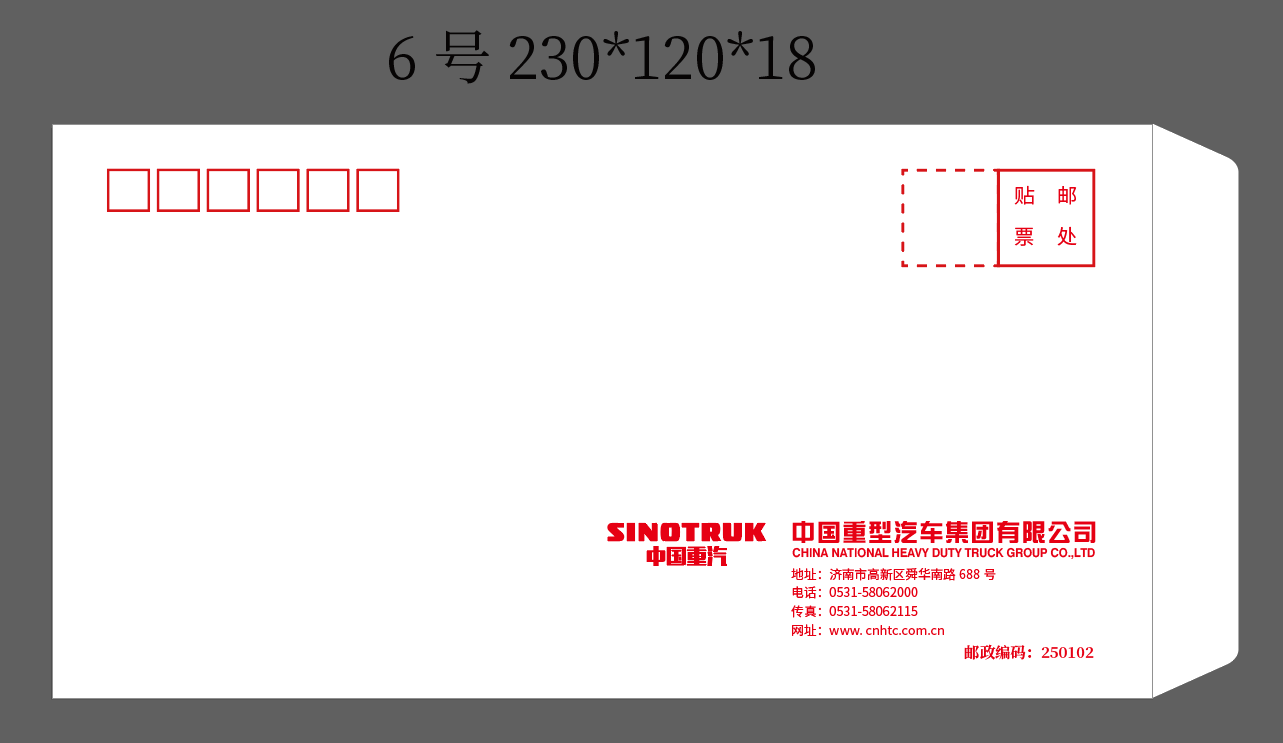 6 号 230*120*18
贴 邮
票 处
SINOTRUK
中国重汽
中国重型汽车集团有限公司
CHINA NATIONAL HEAVY DUTY TRUCK GROUP CO.,LTD
地址：济南市高新区舜华南路 688 号
电话：0531-58062000
传真：0531-58062115
网址：www. cnhtc.com.cn
邮政编码：250102